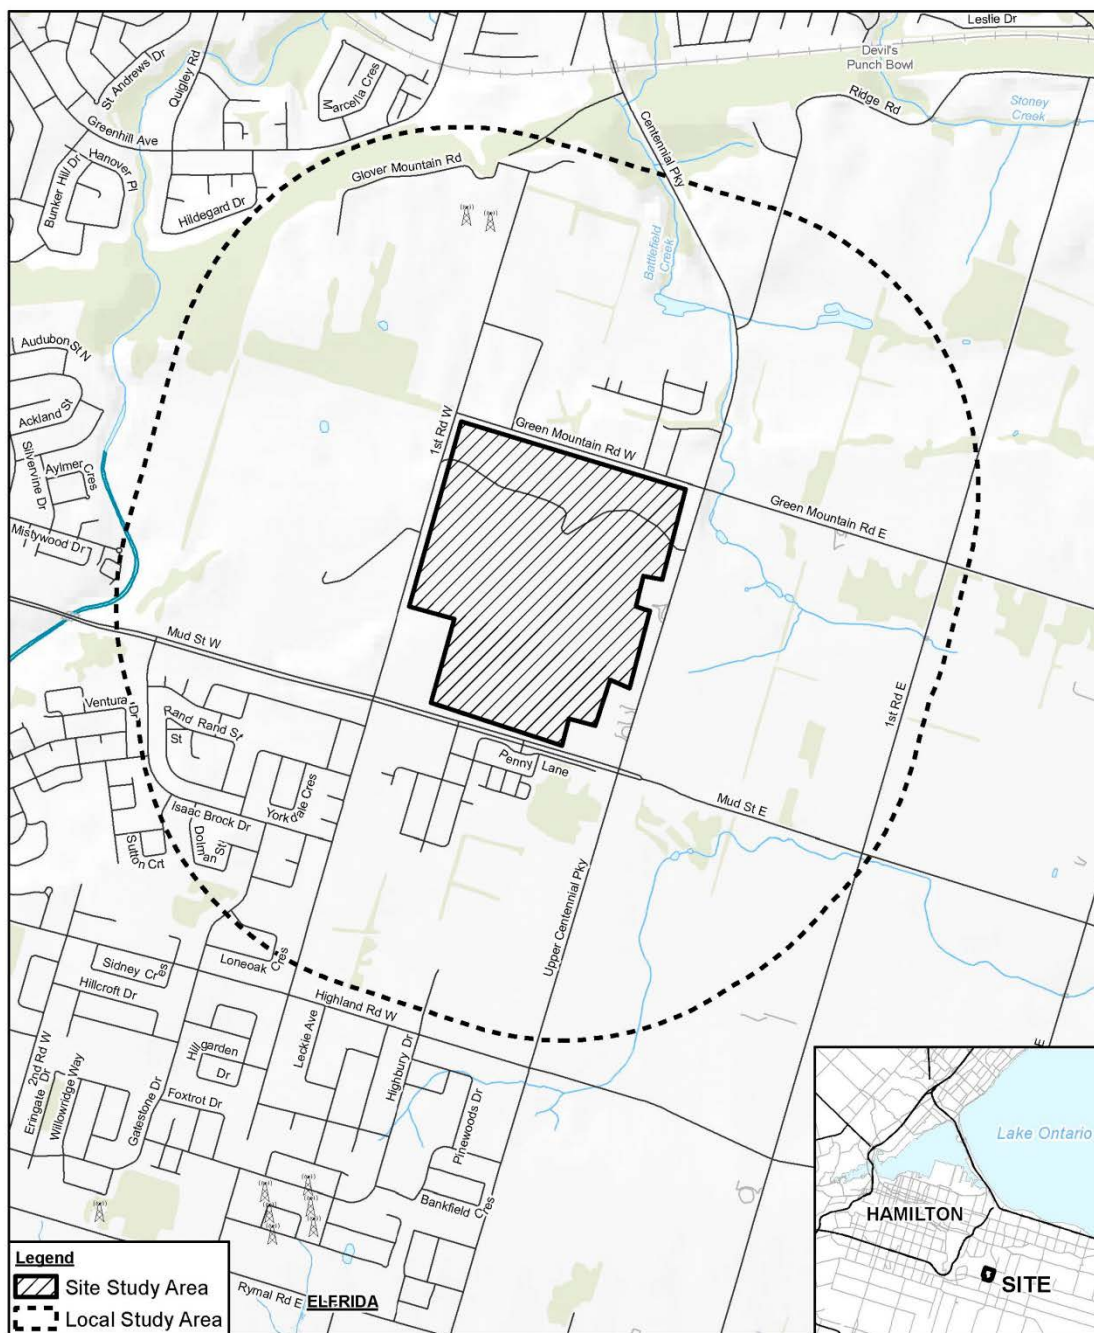 Leslie Dr
Devil's
Punch Bowl
Ridge Rd
Stoney
Creek
St Andrews Dr
Quigley Rd
Marcella Cres
Greenhill Ave
Hanover Pl
Bunker Hill Dr
Hildegard Dr
Glover Mountain Rd
Centennial Pky
Battlefield
Creek
Audubon St N
Ackland St
Silvervine Dr
Aylmer Cres
Mistywood Dr
1st Rd W
Green Mountain Rd W
Green Mountain Rd E
Mud St W
1st Rd E
Ventura Dr
Rand Rand St
St
Penny Lane
Mud St E
Isaac Brock Dr
Yorkdale Cres
Dolman St
Sutton Crt
Upper Centennial Pky
Loneoak Cres
Sidney Cres
Hillcroft Dr
Highland Rd W
2nd Rd W
Eringate Dr
Willowridge Way
Gatestone Dr
Hillgarden
Dr
Foxtrot Dr
Leckie Ave
Highbury Dr
Pinewoods Dr
Bankfield Cres
E
Rymal Rd E
ELFRIDA
Legend
Site Study Area
Local Study Area
Lake Ontario
HAMILTON
SITE